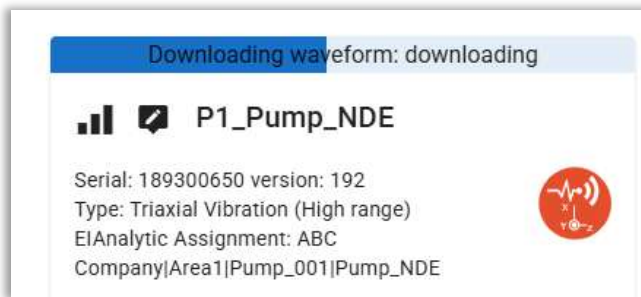 Downloading waveform: downloading
P1_Pump_NDE
Serial: 189300650 version: 192
Type: Triaxial Vibration (High range)
EIAnalytic Assignment: ABC
Company|Area1|Pump_001|Pump_NDE
X
Y
Z